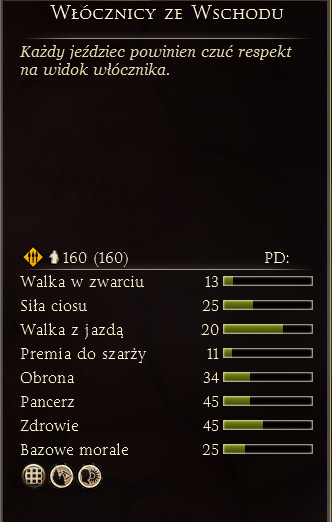 Włócznicy ze Wschodu
Każdy jeździec powinien czuć respekt
na widok włócznika.
160 (160) PD:
Walka w zwarciu 13
Siła ciosu 25
Walka z jazdą 20
Premia do szarży 11
Obrona 34
Pancerz 45
Zdrowie 45
Bazowe morale 25